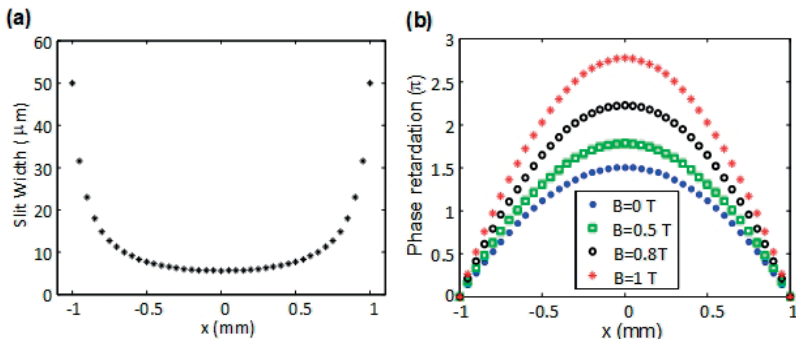 (a)
60
50
40
30
20
10
0
Slit Width (μm)
-1 -0.5 0 0.5 1
x (mm)
(b)
3
2.5
2
1.5
1
0.5
0
Phase retardation (π)
B=0 T
B=0.5 T
B=0.8T
B=1 T
-1 -0.5 0 0.5 1
x (mm)